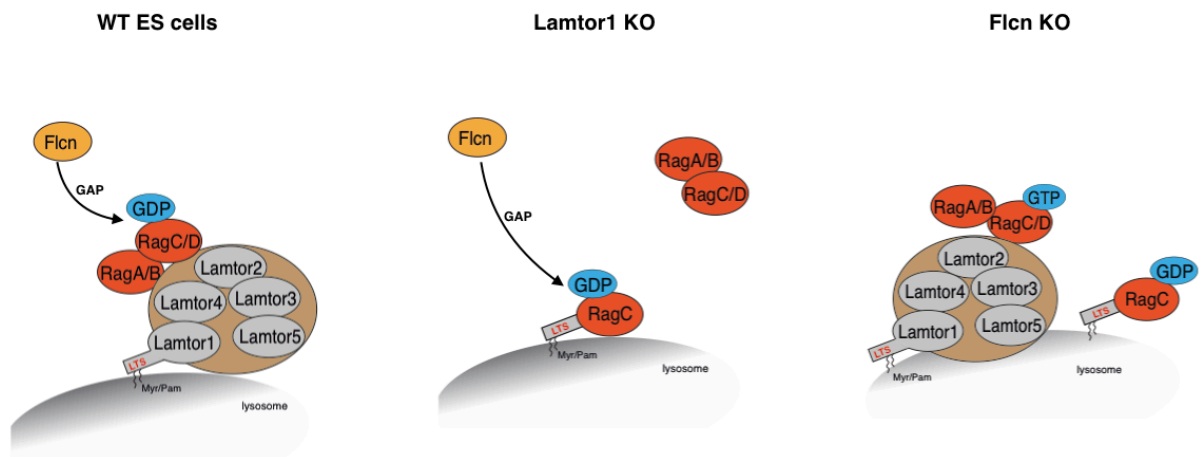 WT ES cells
Flcn
GAP
GDP
RagC/D
RagA/B
Lamtor2
Lamtor4
Lamtor3
Lamtor1
Lamtor5
LTS
Myr/Pam
lysosome
Lamtor1 KO
Flcn
GAP
RagA/B
RagC/D
GDP
RagC
LTS
Myr/Pam
lysosome
Flcn KO
RagA/B
GTP
RagC/D
Lamtor2
Lamtor4
Lamtor3
Lamtor1
Lamtor5
LTS
Myr/Pam
GDP
RagC
LTS
lysosome